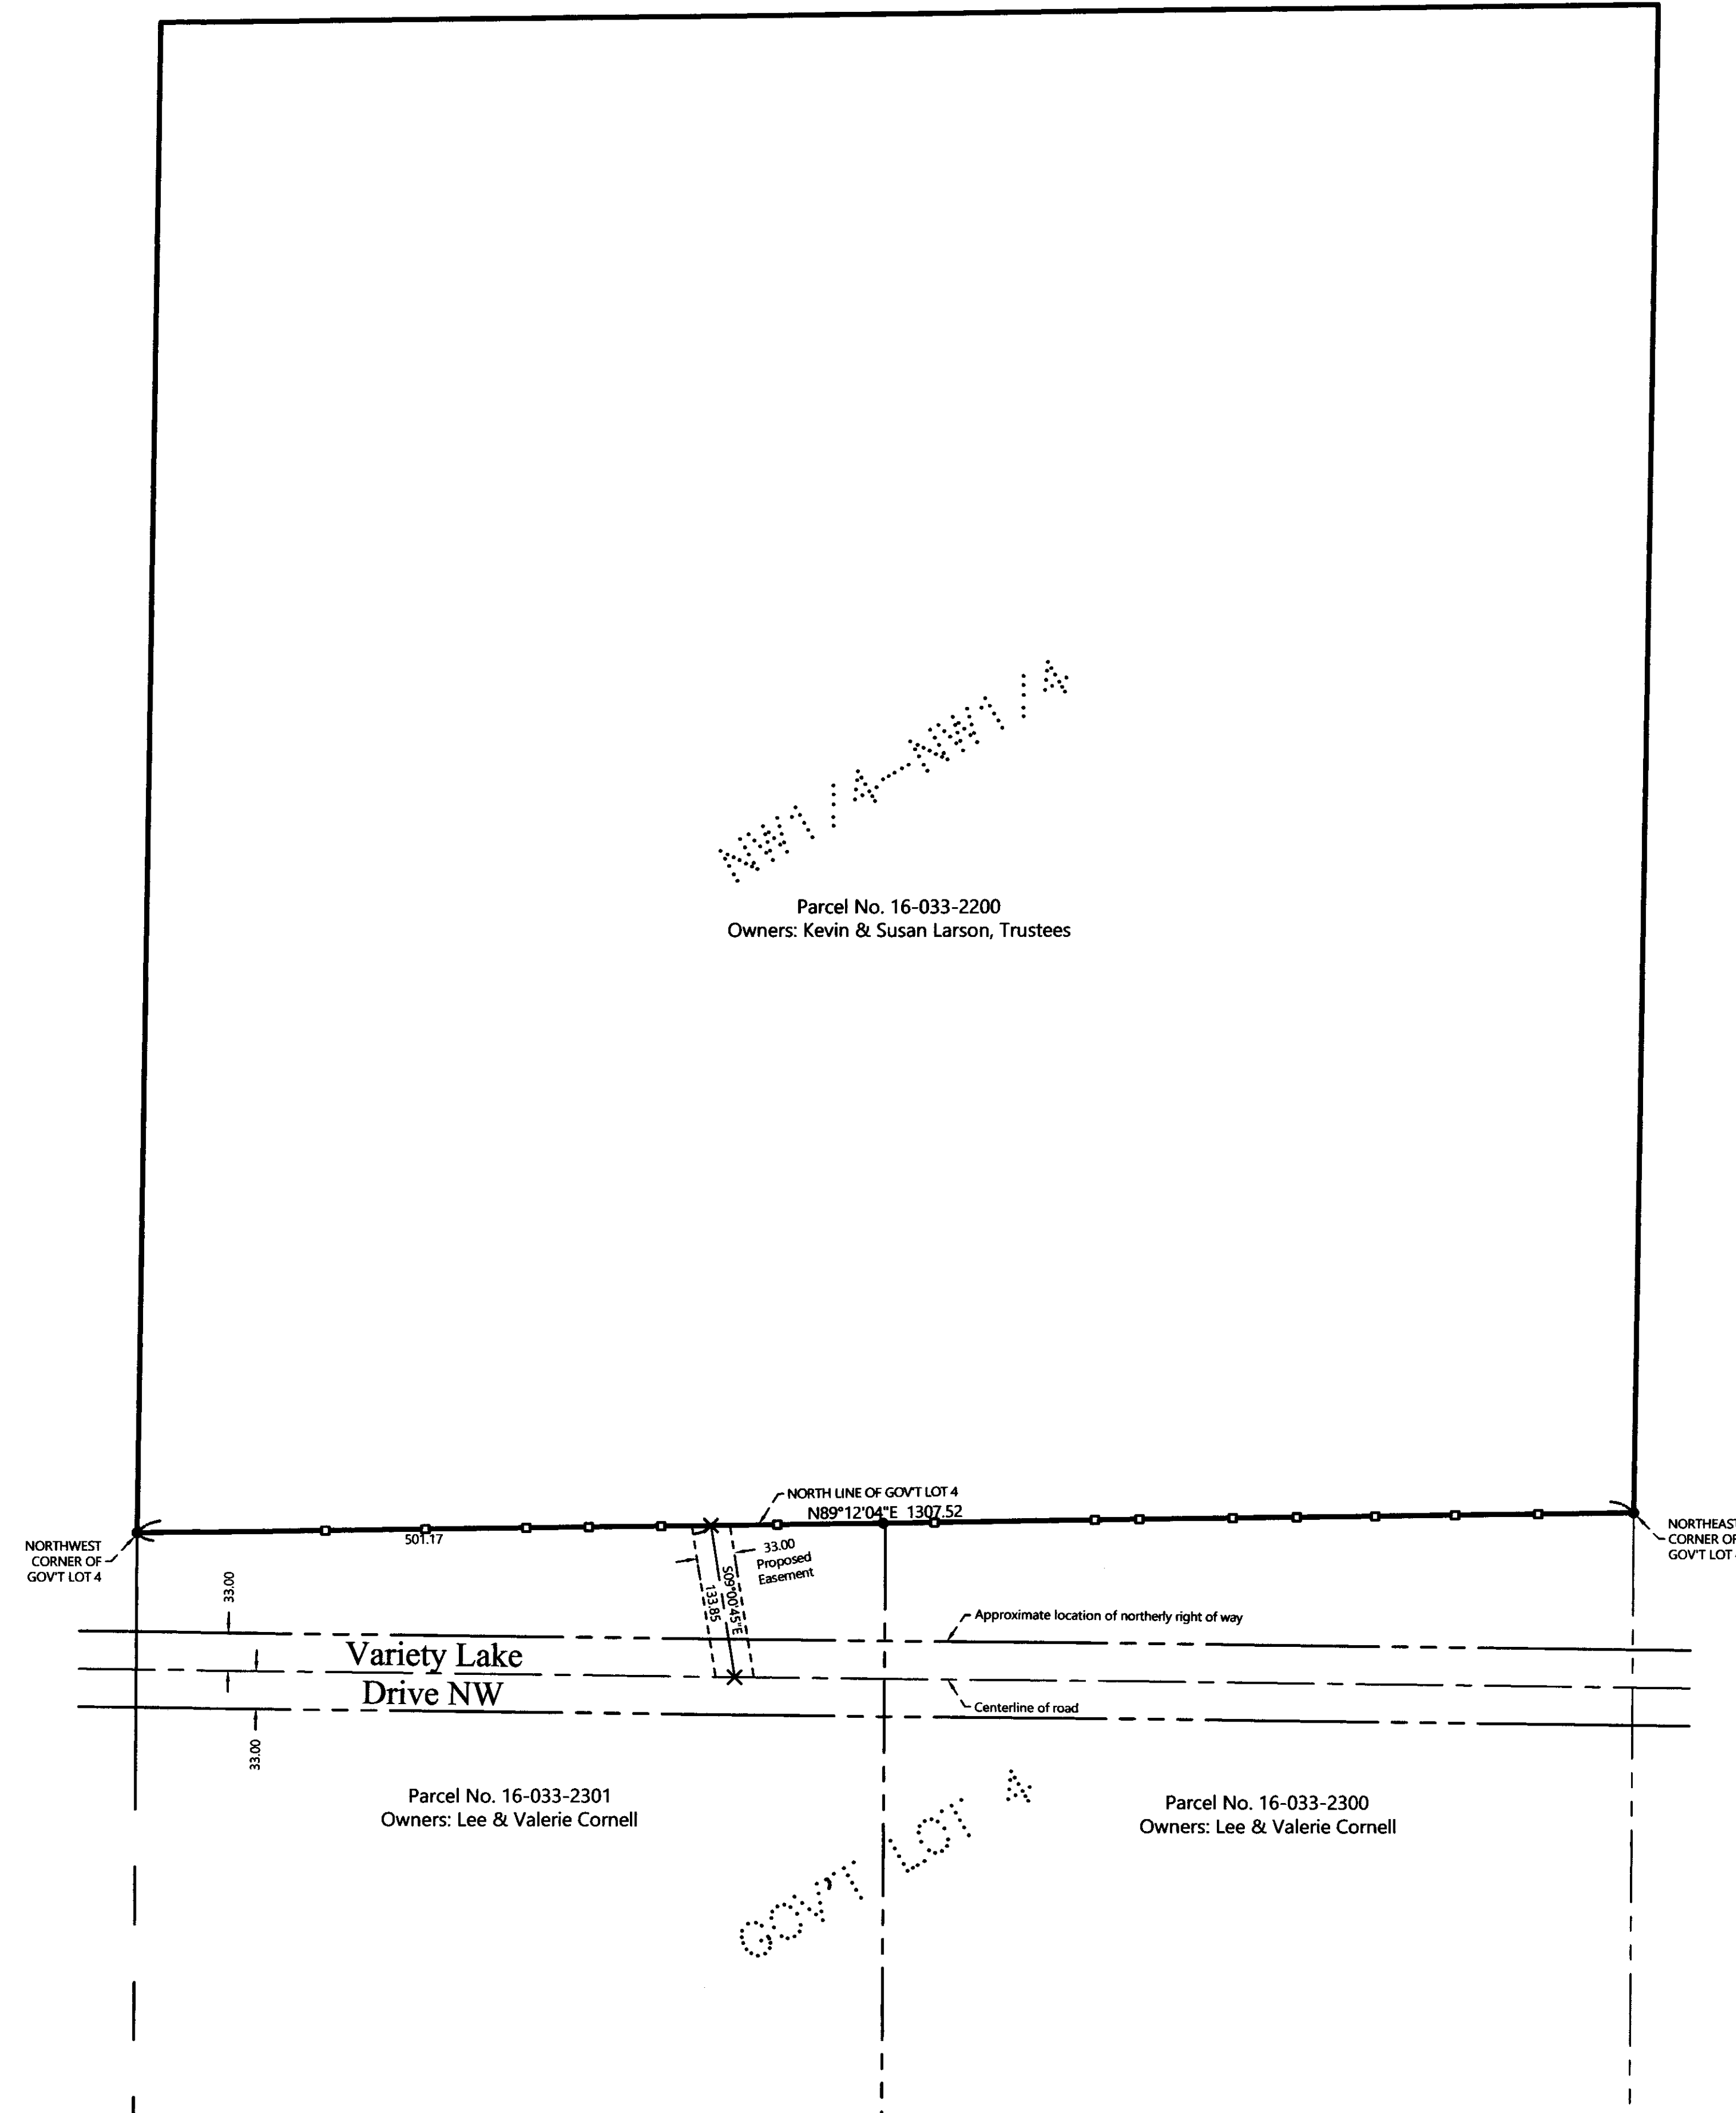 NW1/4-NW1/4
Parcel No. 16-033-2200
Owners: Kevin & Susan Larson, Trustees
NORTH LINE OF GOV'T LOT 4
N89°12'04"E 1307.52
NORTHWEST
CORNER OF
GOV'T LOT 4
501.17
33.00
Proposed
Easement
S09°00'45"E
133.85
NORTHEAST
CORNER OF
GOV'T LOT
33.00
Approximate location of northerly right of way
Variety Lake
Drive NW
Centerline of road
33.00
Parcel No. 16-033-2301
Owners: Lee & Valerie Cornell
GOV'T LOT 4
Parcel No. 16-033-2300
Owners: Lee & Valerie Cornell